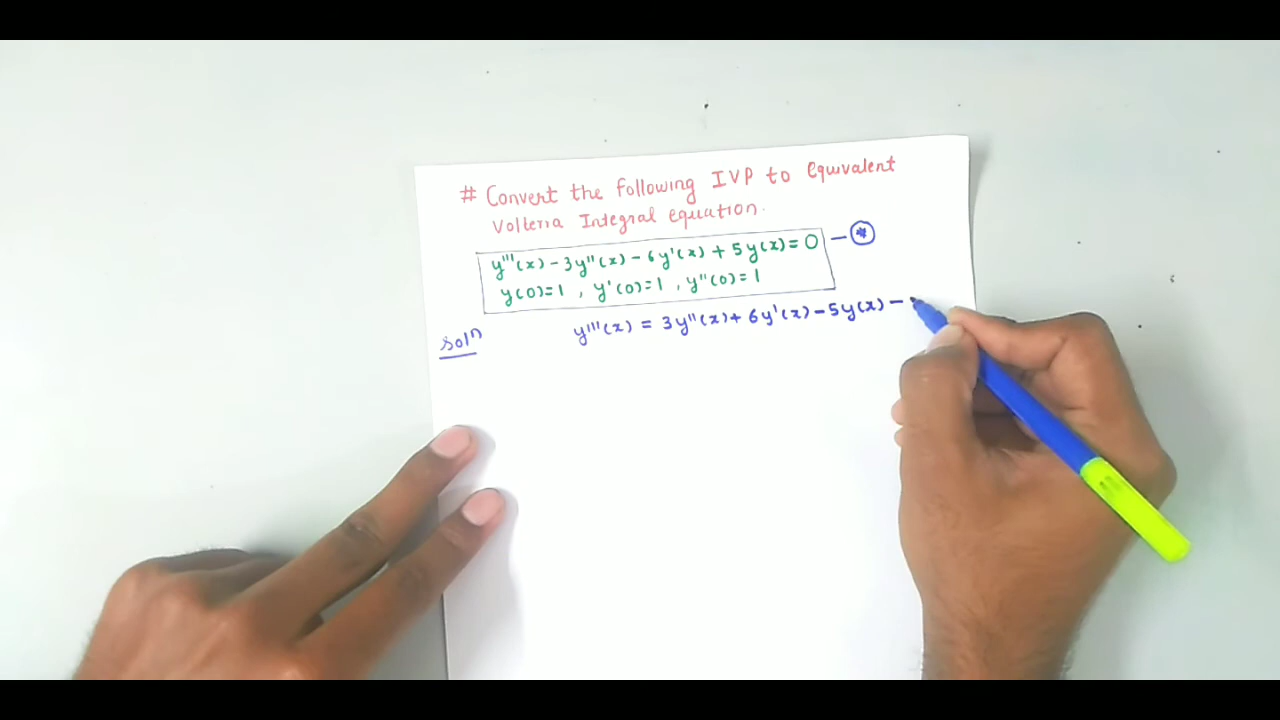 # Convert the following IVP to Equivalent
Volterra Integral equation.
y'''(x) - 3y''(x) - 6y'(x) + 5y(x) = 0 - *
y(0)=1 , y'(0)=1 , y''(0)=1
Soln y'''(x) = 3y''(x) + 6y'(x) - 5y(x) -